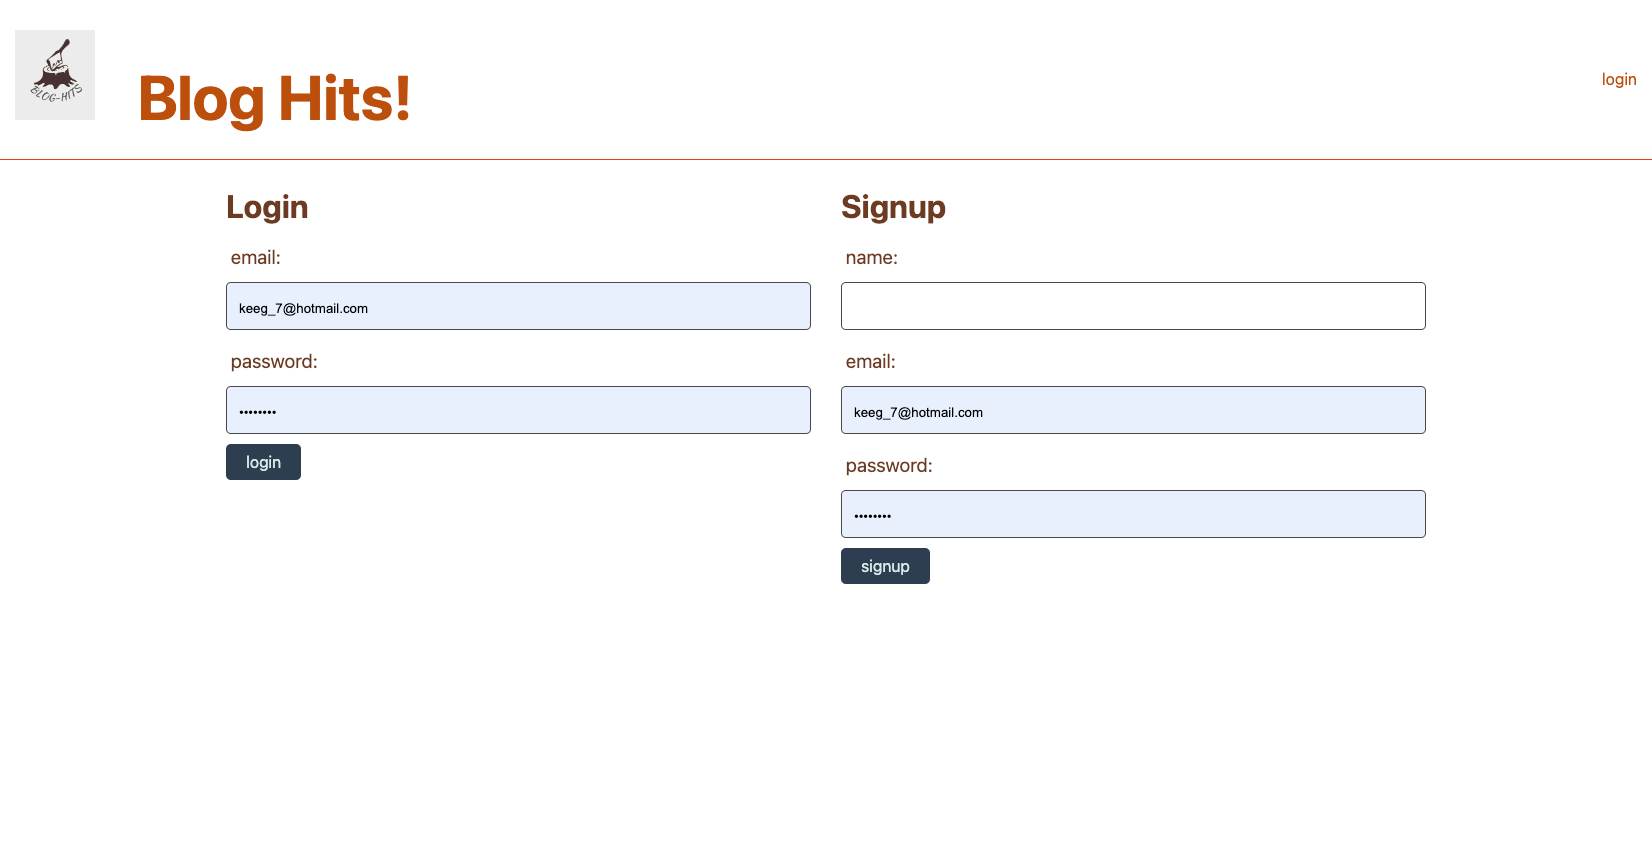 BLOG-HITS
Blog Hits!
login
Login
email:
keeg_7@hotmail.com
password:
••••••••
login
Signup
name:
email:
keeg_7@hotmail.com
password:
••••••••
signup